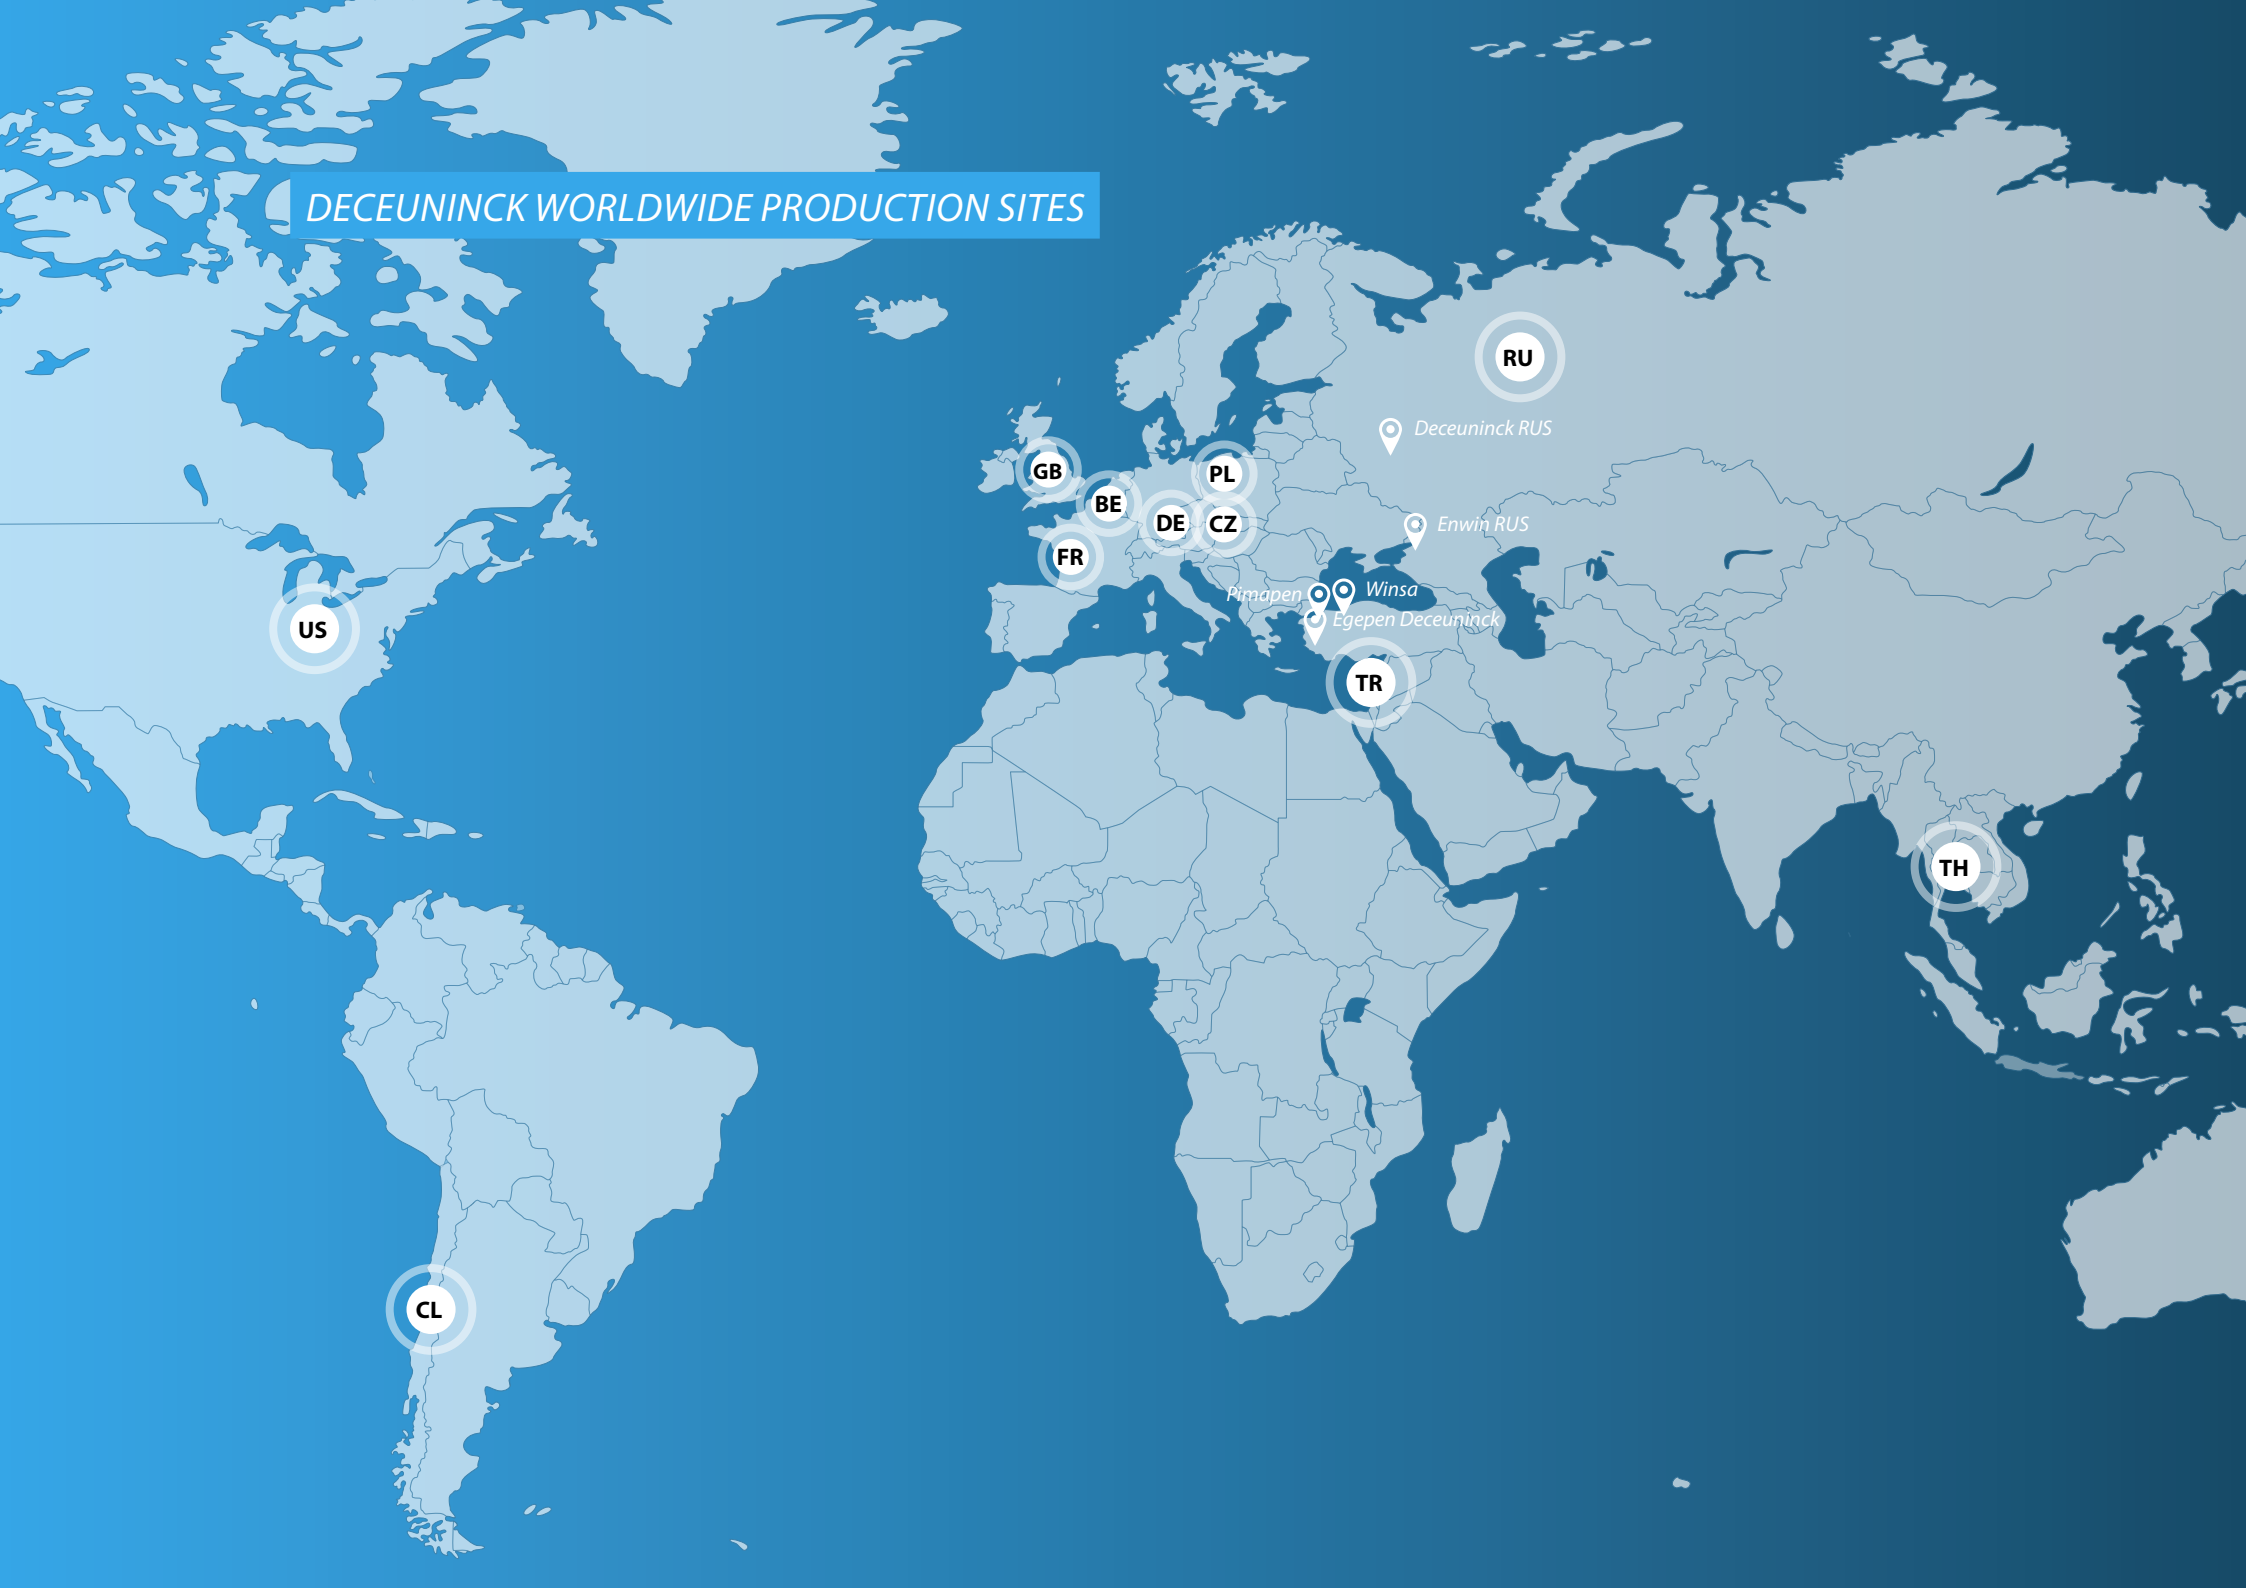 DECEUNINCK WORLDWIDE PRODUCTION SITES
RU
Deceuninck RUS
GB
PL
BE
DE
CZ
Enwin RUS
FR
Pimapen
Winsa
Egepen Deceuninck
US
TR
TH
CL